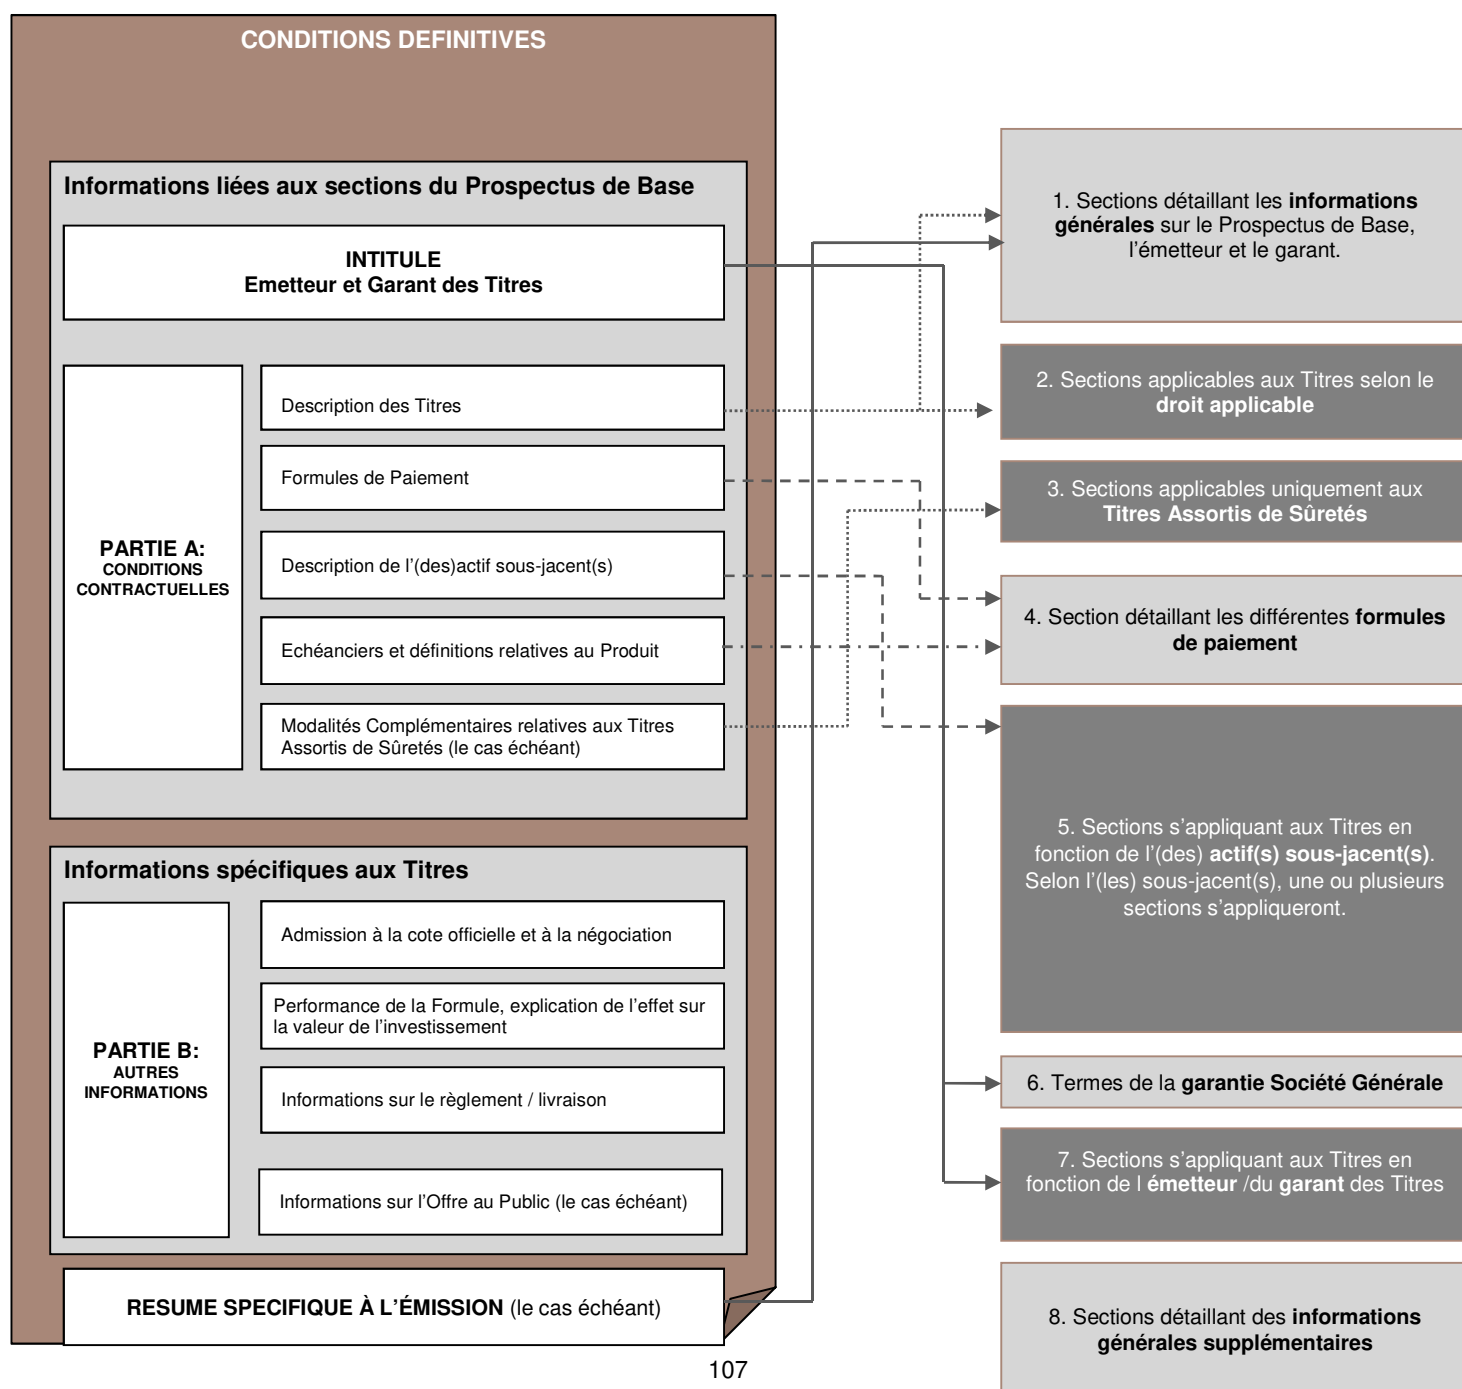 CONDITIONS DEFINITIVES
Informations liées aux sections du Prospectus de Base
INTITULE
Emetteur et Garant des Titres
PARTIE A:
CONDITIONS
CONTRACTUELLES
Description des Titres
Formules de Paiement
Description de l'(des)actif sous-jacent(s)
Echéanciers et définitions relatives au Produit
Modalités Complémentaires relatives aux Titres
Assortis de Sûretés (le cas échéant)
Informations spécifiques aux Titres
PARTIE B:
AUTRES
INFORMATIONS
Admission à la cote officielle et à la négociation
Performance de la Formule, explication de l'effet sur
la valeur de l'investissement
Informations sur le règlement / livraison
Informations sur l'Offre au Public (le cas échéant)
RESUME SPECIFIQUE À L'ÉMISSION (le cas échéant)
1. Sections détaillant les informations
générales sur le Prospectus de Base,
l'émetteur et le garant.
2. Sections applicables aux Titres selon le
droit applicable
3. Sections applicables uniquement aux
Titres Assortis de Sûretés
4. Section détaillant les différentes formules
de paiement
5. Sections s'appliquant aux Titres en
fonction de l'(des) actif(s) sous-jacent(s).
Selon l'(les) sous-jacent(s), une ou plusieurs
sections s'appliqueront.
6. Termes de la garantie Société Générale
7. Sections s'appliquant aux Titres en
fonction de l émetteur /du garant des Titres
8. Sections détaillant des informations
générales supplémentaires
107